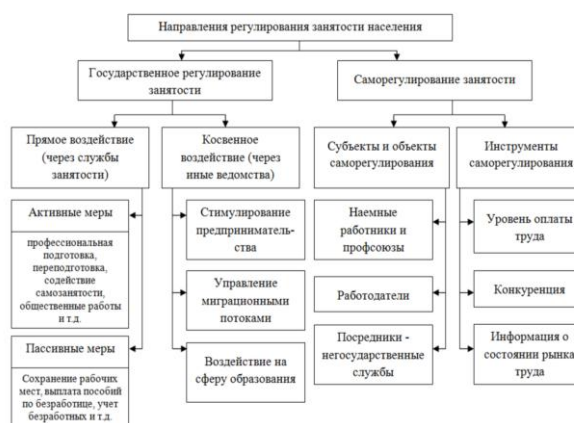 Направления регулирования занятости населения
Государственное регулирование
занятости
Саморегулирование занятости
Прямое воздействие
(через службы
занятости)
Косвенное
воздействие (через
иные ведомства)
Субъекты и объекты
саморегулирования
Инструменты
саморегулирования
Активные меры
профессиональная
подготовка,
переподготовка,
содействие
самозанятости,
общественные работы
и т.д.
Пассивные меры
Сохранение рабочих
мест, выплата пособий
по безработице, учет
безработных и т.д.
Стимулирование
предприниматель-
ства
Управление
миграционными
потоками
Воздействие на
сферу образования
Наемные
работники и
профсоюзы
Работодатели
Посредники -
негосударственные
службы
Уровень оплаты
труда
Конкуренция
Информация о
состоянии рынка
труда